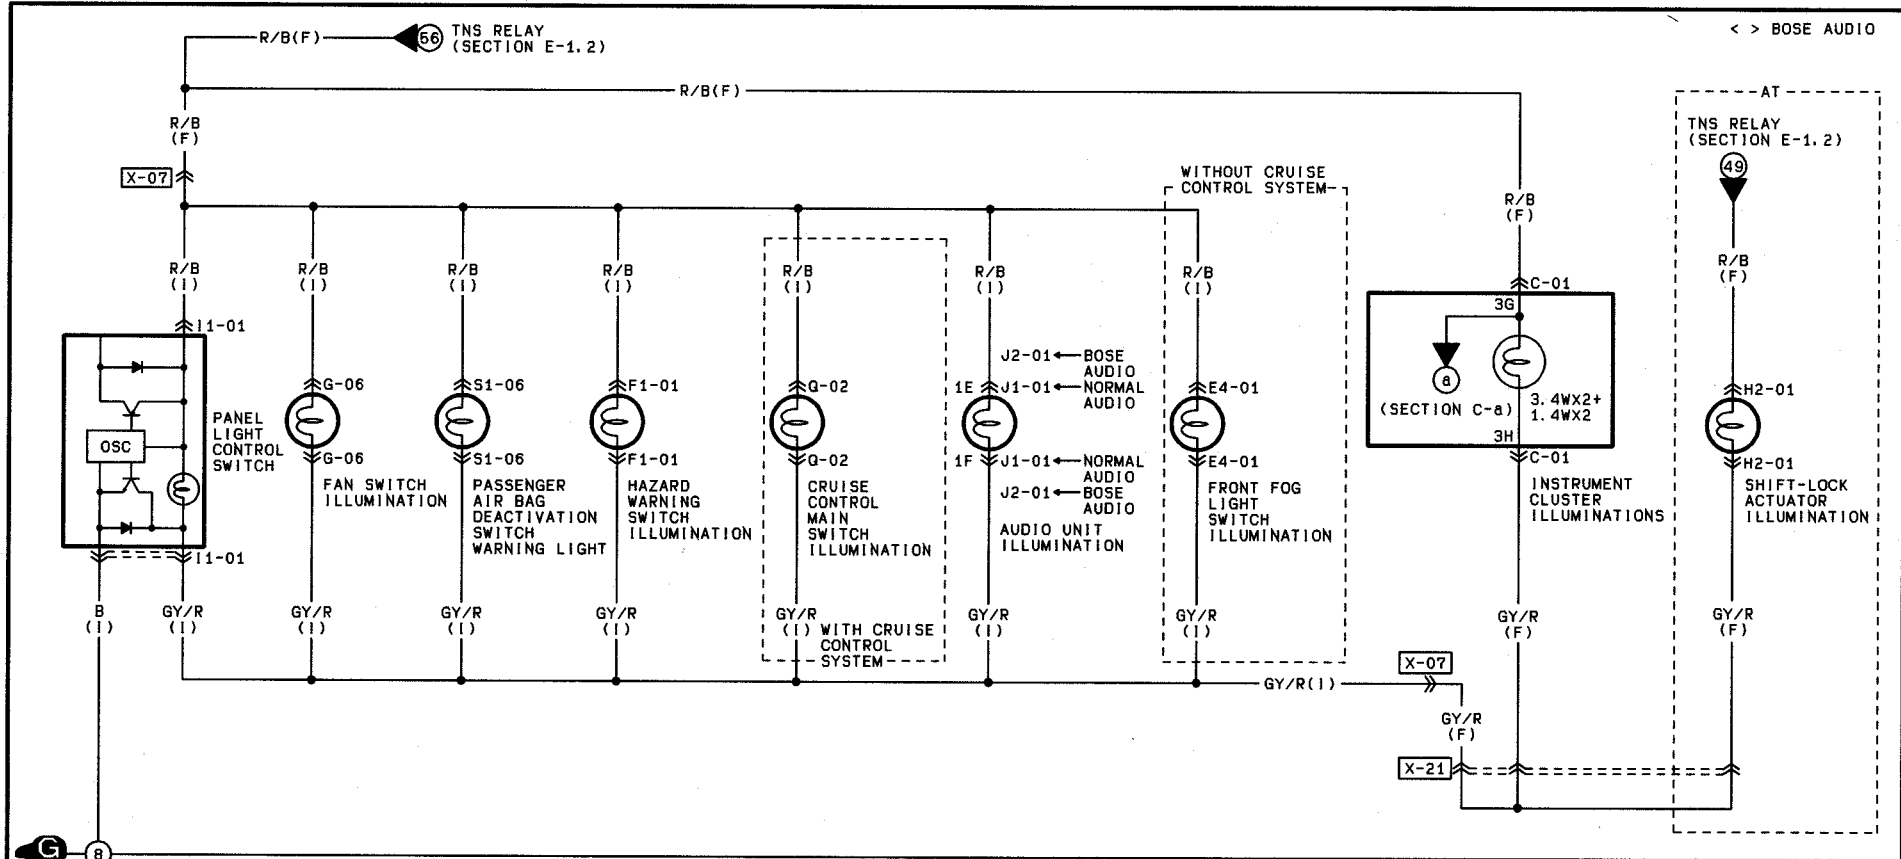 R/B(F)
56
TNS RELAY
(SECTION E-1.2)
< > BOSE AUDIO
R/B(F)
AT
R/B
(F)
TNS RELAY
(SECTION E-1.2)
49
X-07
WITHOUT CRUISE
CONTROL SYSTEM
R/B
(F)
R/B
(I)
R/B
(I)
R/B
(I)
R/B
(I)
R/B
(I)
R/B
(I)
R/B
(I)
R/B
(F)
I1-01
C-01
3G
PANEL
LIGHT
CONTROL
SWITCH
OSC
G-06
S1-06
F1-01
Q-02
J2-01
BOSE
AUDIO
1E
J1-01
NORMAL
AUDIO
E4-01
a
(SECTION C-a)
3.4WX2+
1.4WX2
H2-01
G-06
S1-06
F1-01
Q-02
1F
J1-01
NORMAL
AUDIO
J2-01
BOSE
AUDIO
E4-01
3H
C-01
H2-01
FAN SWITCH
ILLUMINATION
PASSENGER
AIR BAG
DEACTIVATION
SWITCH
WARNING LIGHT
HAZARD
WARNING
SWITCH
ILLUMINATION
CRUISE
CONTROL
MAIN
SWITCH
ILLUMINATION
AUDIO UNIT
ILLUMINATION
FRONT FOG
LIGHT
SWITCH
ILLUMINATION
INSTRUMENT
CLUSTER
ILLUMINATIONS
SHIFT-LOCK
ACTUATOR
ILLUMINATION
I1-01
B
(I)
GY/R
(I)
GY/R
(I)
GY/R
(I)
GY/R
(I)
GY/R
(I)
WITH CRUISE
CONTROL
SYSTEM
GY/R
(I)
GY/R
(I)
GY/R
(F)
GY/R
(F)
GY/R(I)
X-07
GY/R
(F)
X-21
G
8